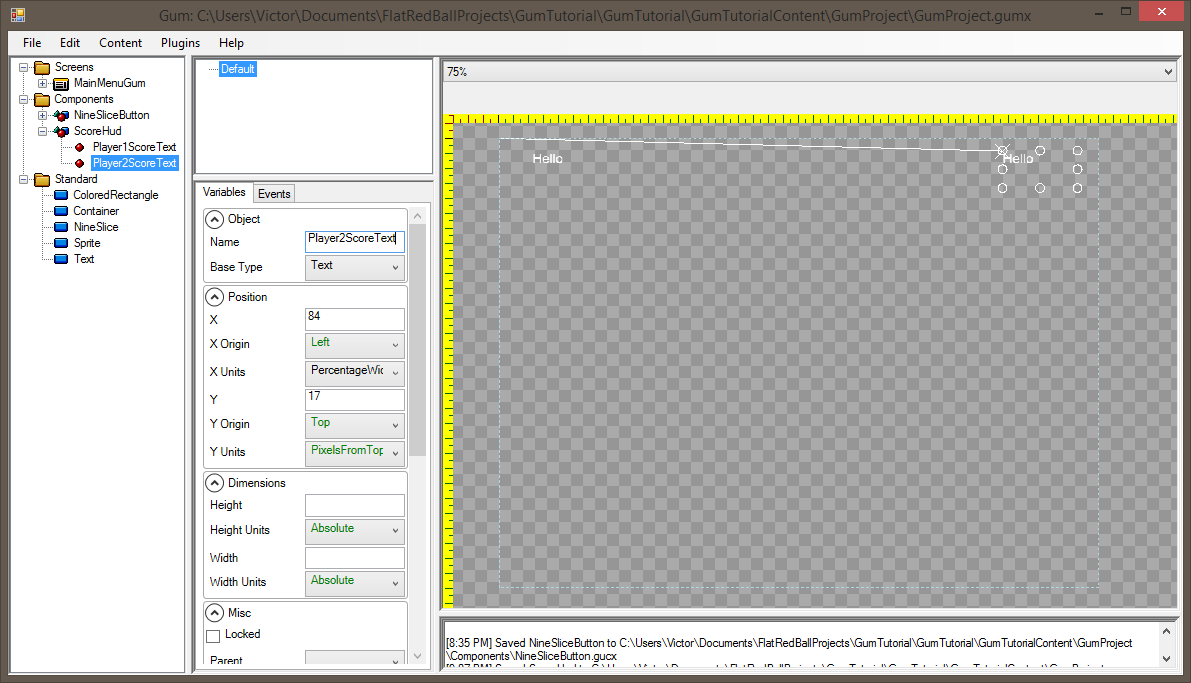 Gum: C:\Users\Victor\Documents\FlatRedBallProjects\GumTutorial\GumTutorial\GumTutorialContent\GumProject\GumProject.gumx
File Edit Content Plugins Help
Screens
MainMenuGum
Components
NineSliceButton
ScoreHud
Player1ScoreText
Player2ScoreText
Standard
ColoredRectangle
Container
NineSlice
Sprite
Text
Default
Variables Events
Object
Name Player2ScoreText
Base Type Text
Position
X 84
X Origin Left
X Units PercentageWid
Y 17
Y Origin Top
Y Units PixelsFromTop
Dimensions
Height
Height Units Absolute
Width
Width Units Absolute
Misc
Locked
Parent
75%
Hello Hello
[8:35 PM] Saved NineSliceButton to C:\Users\Victor\Documents\FlatRedBallProjects\GumTutorial\GumTutorial\GumTutorialContent\GumProject
\Components\NineSliceButton.gucx